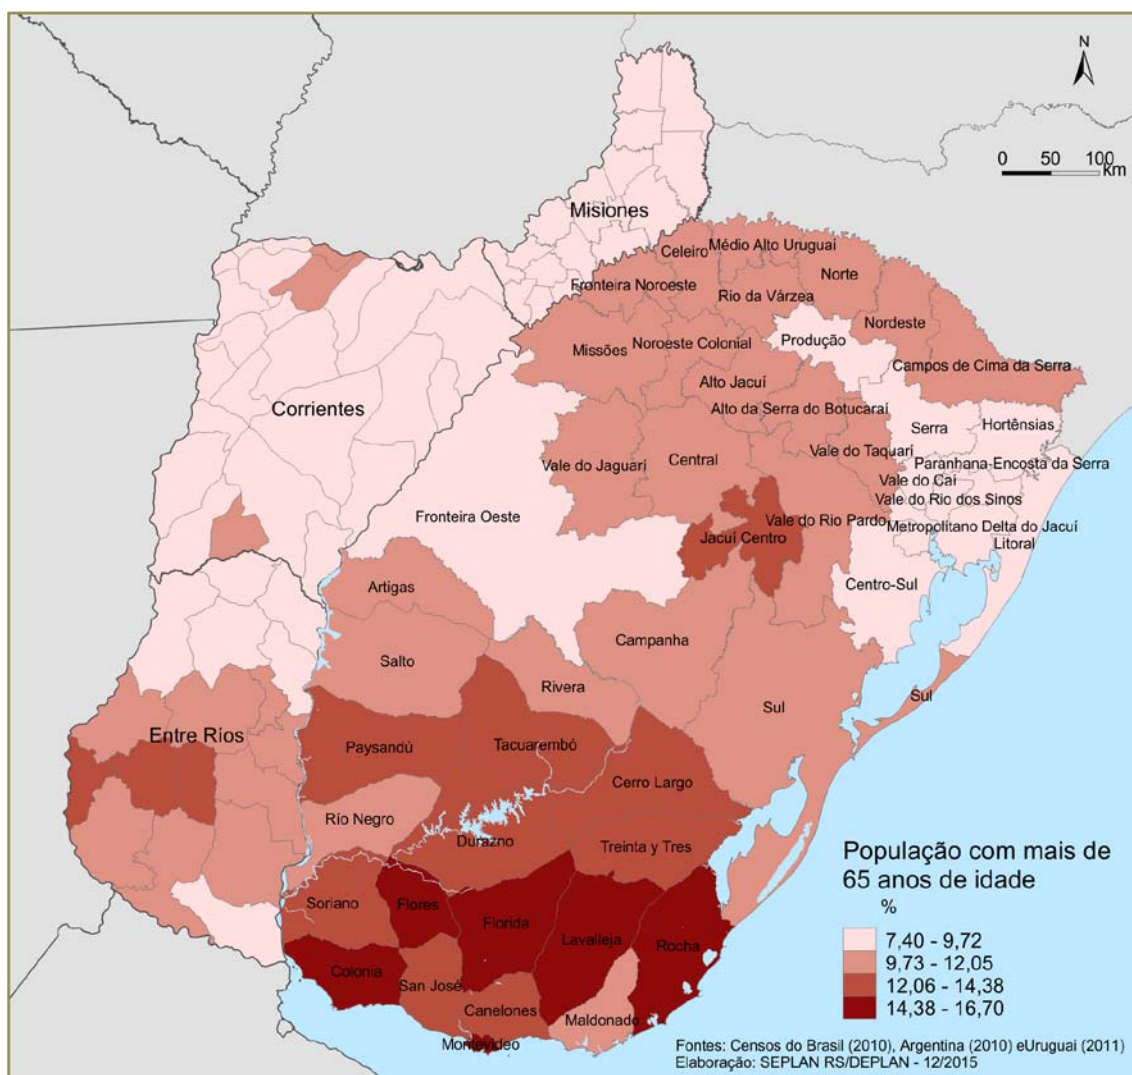 N
0 50 100
km
Misiones
Celeiro
Médio Alto Uruguai
Norte
Fronteira Noroeste
Rio da Várzea
Nordeste
Missões
Noroeste Colonial
Produção
Campos de Cima da Serra
Alto Jacuí
Corrientes
Alto da Serra do Botucaraí
Serra
Hortênsias
Vale do Jaguarí
Central
Vale do Taquarí
Paranhana-Encosta da Serra
Vale do Caí
Vale do Rio dos Sinos
Fronteira Oeste
Vale do Rio Pardo
Metropolitano Delta do Jacuí
Jacuí Centro
Litoral
Artigas
Centro-Sul
Campanha
Salto
Rivera
Sul
Sul
Entre Ríos
Paysandú
Tacuarembó
Cerro Largo
Río Negro
Durazno
Treinta y Tres
Soriano
Flores
Florida
Lavalleja
Rocha
Colonia
San José
Canelones
Maldonado
Montevideo
População com mais de
65 anos de idade
%
7,40 - 9,72
9,73 - 12,05
12,06 - 14,38
14,38 - 16,70
Fontes: Censos do Brasil (2010), Argentina (2010) eUruguai (2011)
Elaboração: SEPLAN RS/DEPLAN - 12/2015